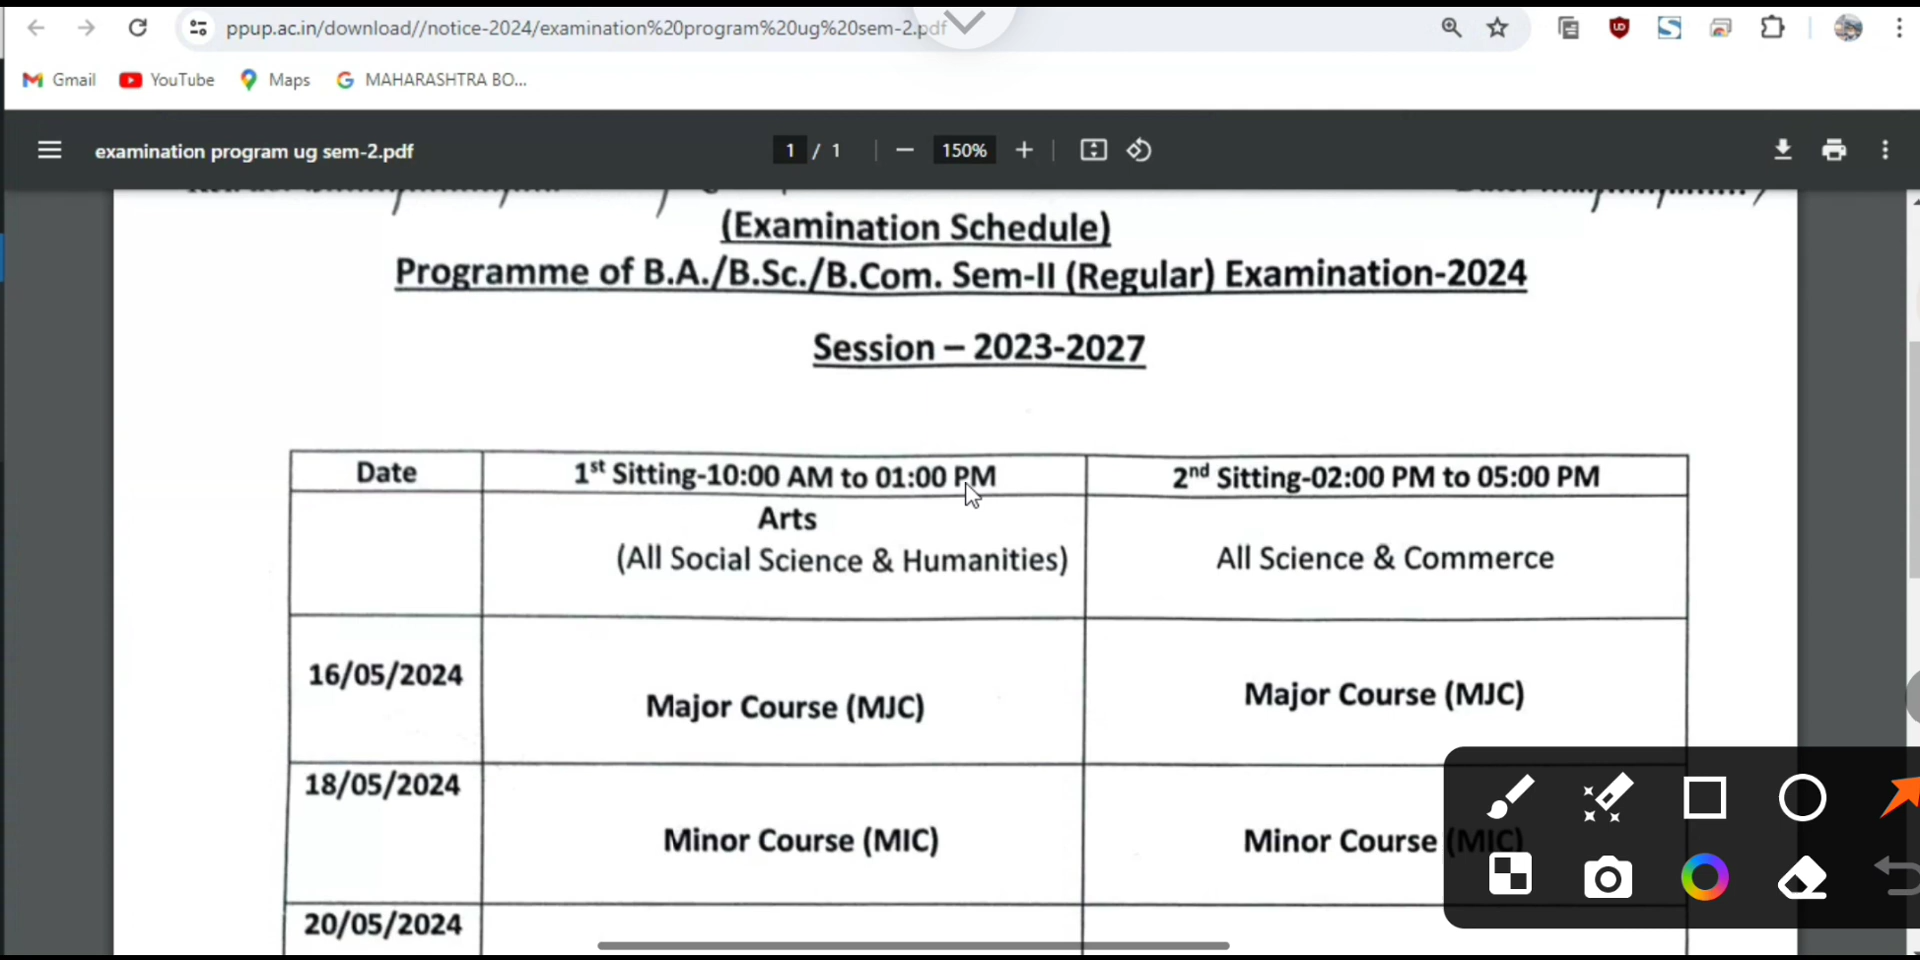 ppup.ac.in/download//notice-2024/examination%20program%20ug%20sem-2.pdf
Gmail YouTube Maps MAHARASHTRA BO...
examination program ug sem-2.pdf 1 / 1 150%
(Examination Schedule)
Programme of B.A./B.Sc./B.Com. Sem-II (Regular) Examination-2024
Session – 2023-2027
Date 1st Sitting-10:00 AM to 01:00 PM 2nd Sitting-02:00 PM to 05:00 PM
Arts
(All Social Science & Humanities) All Science & Commerce
16/05/2024 Major Course (MJC) Major Course (MJC)
18/05/2024
Minor Course (MIC) Minor Course (MIC)
20/05/2024